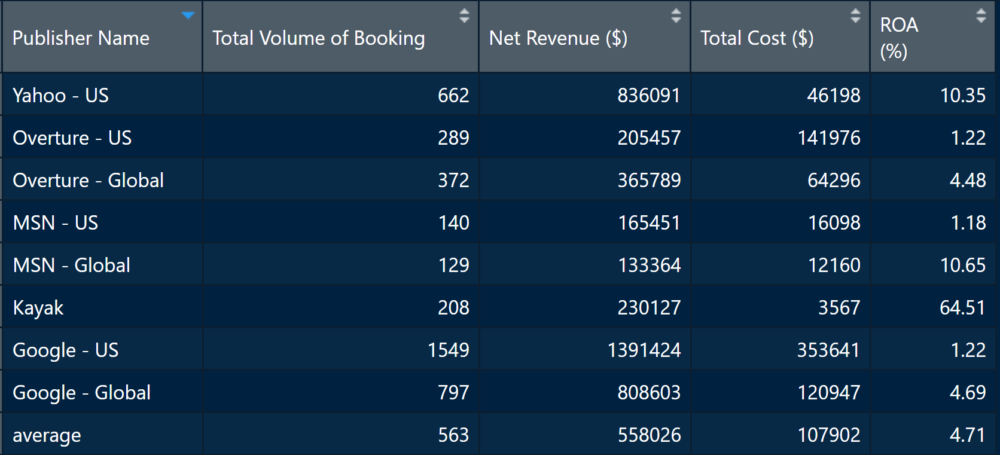 Publisher Name Total Volume of Booking Net Revenue ($) Total Cost ($) ROA (%)
Yahoo - US 662 836091 46198 10.35
Overture - US 289 205457 141976 1.22
Overture - Global 372 365789 64296 4.48
MSN - US 140 165451 16098 1.18
MSN - Global 129 133364 12160 10.65
Kayak 208 230127 3567 64.51
Google - US 1549 1391424 353641 1.22
Google - Global 797 808603 120947 4.69
average 563 558026 107902 4.71